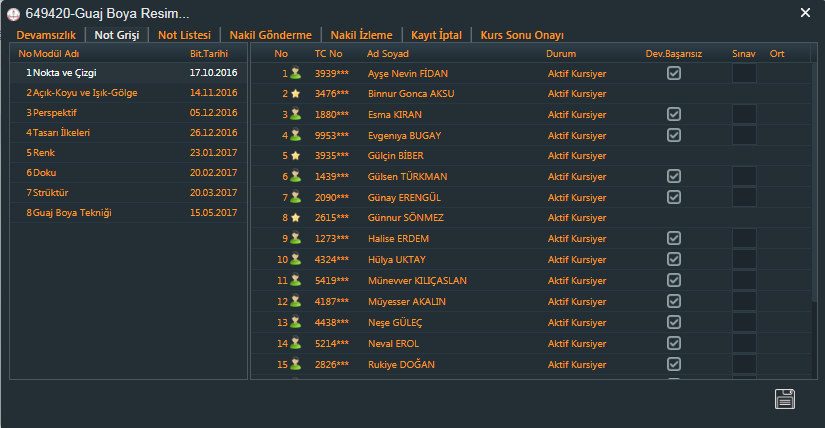 649420-Guaj Boya Resim...
Devamsızlık Not Grişi Not Listesi Nakil Gönderme Nakil İzleme Kayıt İptal Kurs Sonu Onayı
No Modül Adı Bit.Tarihi
1 Nokta ve Çizgi 17.10.2016
2 Açık-Koyu ve Işık-Gölge 14.11.2016
3 Perspektif 05.12.2016
4 Tasarı İlkeleri 26.12.2016
5 Renk 23.01.2017
6 Doku 20.02.2017
7 Strüktür 20.03.2017
8 Guaj Boya Tekniği 15.05.2017
No TC No Ad Soyad Durum Dev.Başarısız Sınav Ort
1 3939*** Ayşe Nevin FİDAN Aktif Kursiyer
2 3476*** Binnur Gonca AKSU Aktif Kursiyer
3 1880*** Esma KIRAN Aktif Kursiyer
4 9953*** Evgenıya BUGAY Aktif Kursiyer
5 3935*** Gülçin BİBER Aktif Kursiyer
6 1439*** Gülsen TÜRKMAN Aktif Kursiyer
7 2090*** Günay ERENGÜL Aktif Kursiyer
8 2615*** Günnur SÖNMEZ Aktif Kursiyer
9 1273*** Halise ERDEM Aktif Kursiyer
10 4324*** Hülya UKTAY Aktif Kursiyer
11 5419*** Münevver KILIÇASLAN Aktif Kursiyer
12 4187*** Müyesser AKALIN Aktif Kursiyer
13 4438*** Neşe GÜLEÇ Aktif Kursiyer
14 5214*** Neval EROL Aktif Kursiyer
15 2826*** Rukiye DOĞAN Aktif Kursiyer